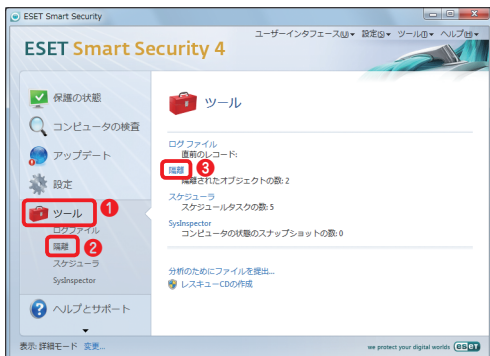 ESET Smart Security
ユーザーインタフェース(U)▾ 設定(S)▾ ツール(T)▾ ヘルプ(H)▾
ESET Smart Security 4
保護の状態
コンピュータの検査
アップデート
設定
ツール
1
ログファイル
隔離
2
スケジューラ
SysInspector
ヘルプとサポート
ツール
ログ ファイル
直前のレコード:
隔離
3
隔離されたオブジェクトの数: 2
スケジューラ
スケジュールタスクの数: 5
SysInspector
コンピュータの状態のスナップショットの数: 0
分析のためにファイルを提出...
レスキューCDの作成
表示: 詳細モード 変更...
we protect your digital worlds eset